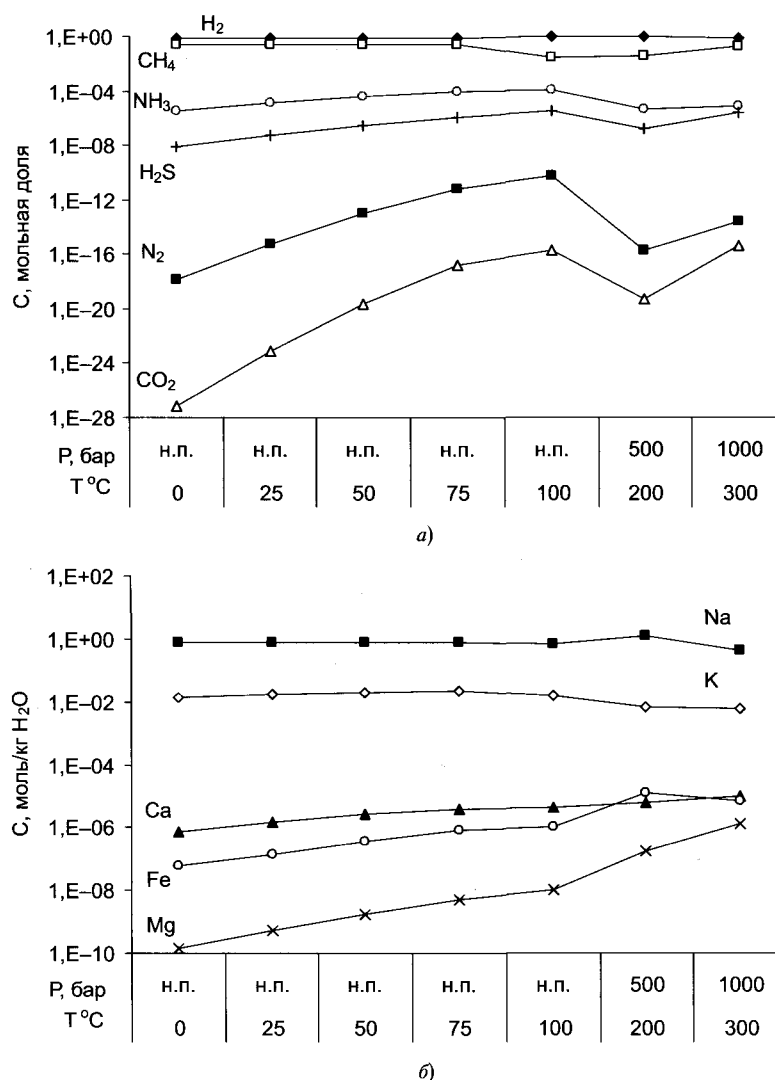 H₂
1,E+00
CH₄
1,E–04
NH₃
1,E–08
H₂S
1,E–12
N₂
1,E–16
1,E–20
1,E–24
CO₂
1,E–28
С, мольная доля
Р, бар н.п. н.п. н.п. н.п. н.п. 500 1000
T °C 0 25 50 75 100 200 300
а)
1,E+02
Na
1,E+00
K
1,E–02
1,E–04
Ca
1,E–06
Fe
1,E–08
Mg
1,E–10
С, моль/кг H₂O
Р, бар н.п. н.п. н.п. н.п. н.п. 500 1000
T °C 0 25 50 75 100 200 300
б)